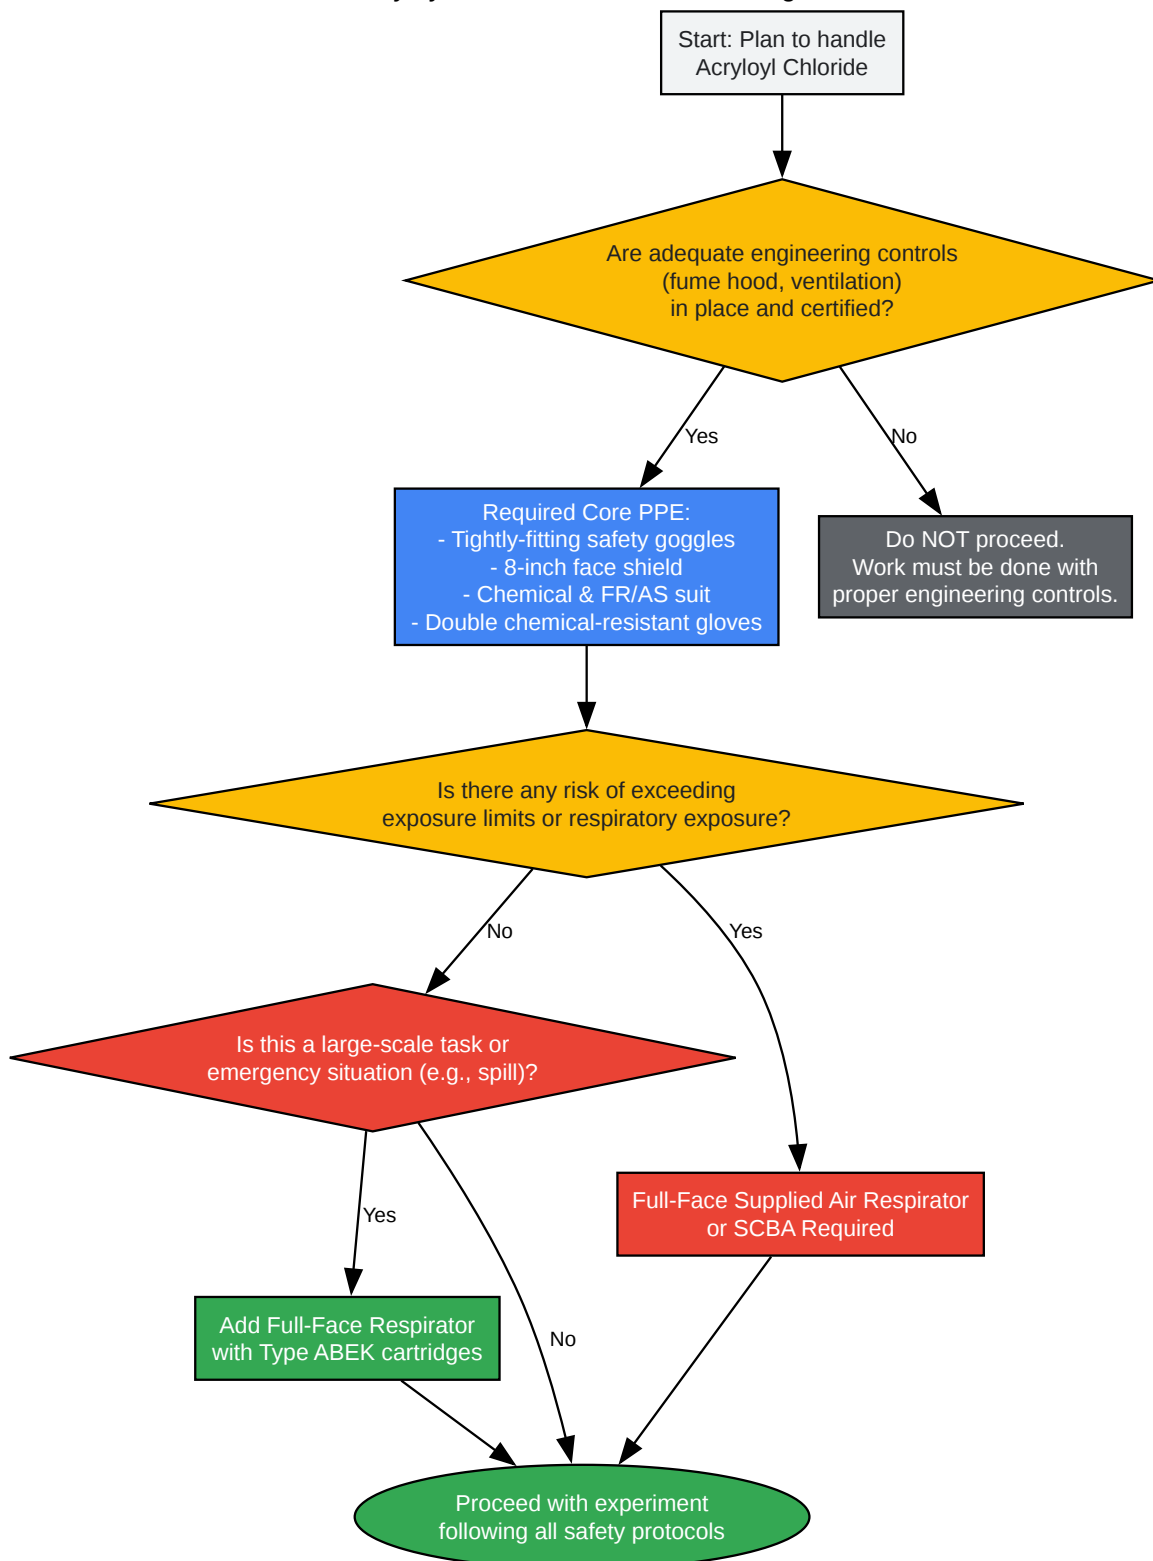 Start: Plan to handle
Acryloyl Chloride
Are adequate engineering controls
(fume hood, ventilation)
in place and certified?
Yes
No
Required Core PPE:
- Tightly-fitting safety goggles
- 8-inch face shield
- Chemical & FR/AS suit
- Double chemical-resistant gloves
Do NOT proceed.
Work must be done with
proper engineering controls.
Is there any risk of exceeding
exposure limits or respiratory exposure?
No
Yes
Is this a large-scale task or
emergency situation (e.g., spill)?
Full-Face Supplied Air Respirator
or SCBA Required
Yes
No
Add Full-Face Respirator
with Type ABEK cartridges
Proceed with experiment
following all safety protocols